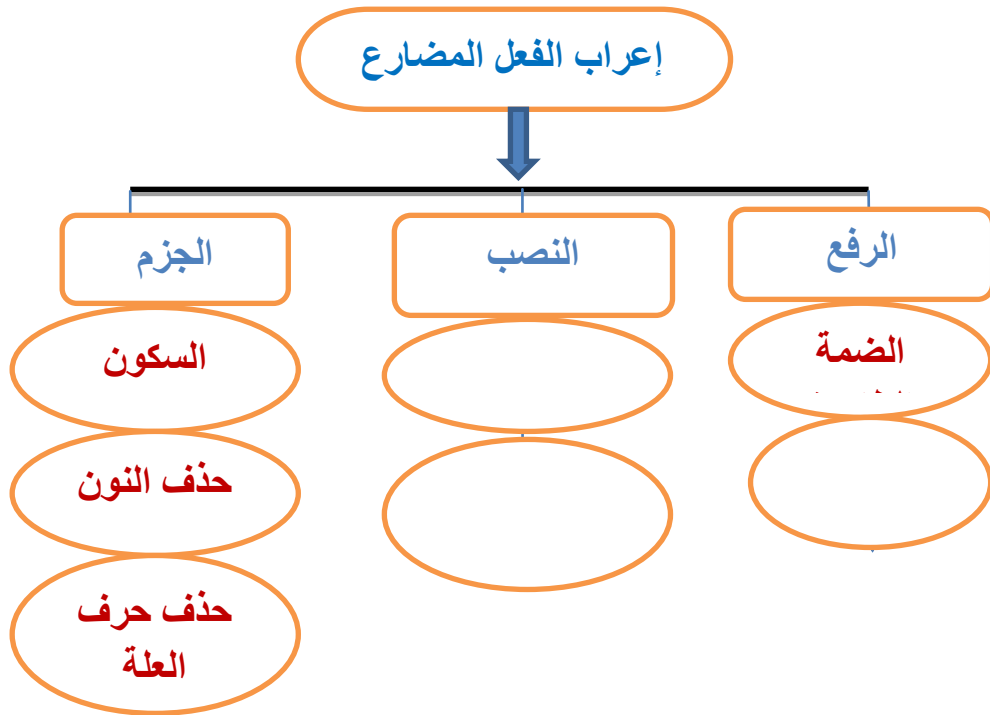 إعراب الفعل المضارع
الرفع
النصب
الجزم
الضمة
السكون
حذف النون
حذف حرف
العلة